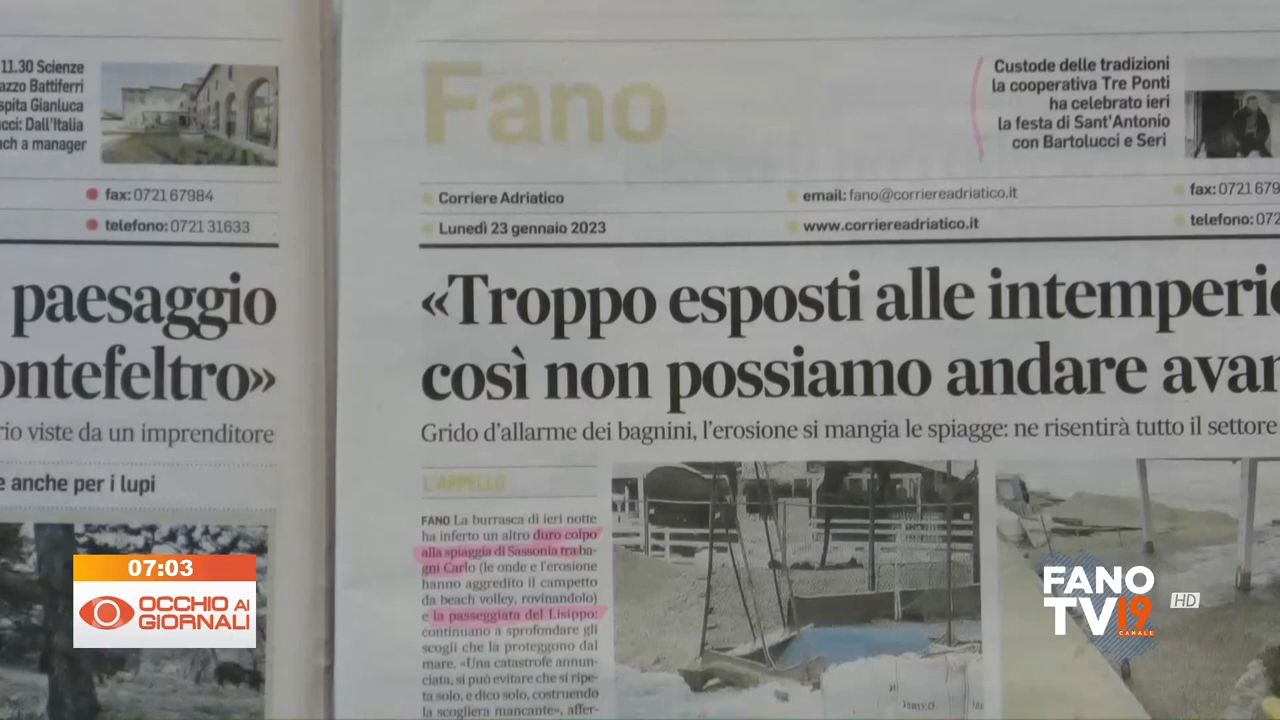 11.30 Scienze
azzo Battiferri
spita Gianluca
cci: Dall'Italia
ach a manager
fax: 0721 67984
telefono: 0721 31633
paesaggio
ontefeltro»
rio viste da un imprenditore
e anche per i lupi
Fano
Custode delle tradizioni
la cooperativa Tre Ponti
ha celebrato ieri
la festa di Sant'Antonio
con Bartolucci e Seri
Corriere Adriatico
email: fano@corriereadriatico.it
fax: 0721 679
Lunedì 23 gennaio 2023
www.corriereadriatico.it
telefono: 072
«Troppo esposti alle intemperie
così non possiamo andare avan
Grido d'allarme dei bagnini, l'erosione si mangia le spiagge: ne risentirà tutto il settore
L'APPELLO
FANO La burrasca di ieri notte
ha inferto un altro duro colpo
alla spiaggia di Sassonia tra ba-
gni Carlo (le onde e l'erosione
hanno aggredito il campetto
da beach volley, rovinandolo)
e la passeggiata del Lisippo:
continuano a sprofondare gli
scogli che la proteggono dal
mare. «Una catastrofe annun-
ciata, si può evitare che si ripe-
ta solo, e dico solo, costruendo
la scogliera mancante», affer-
07:03
OCCHIO AI
GIORNALI
FANO
TV 19
CANALE
HD